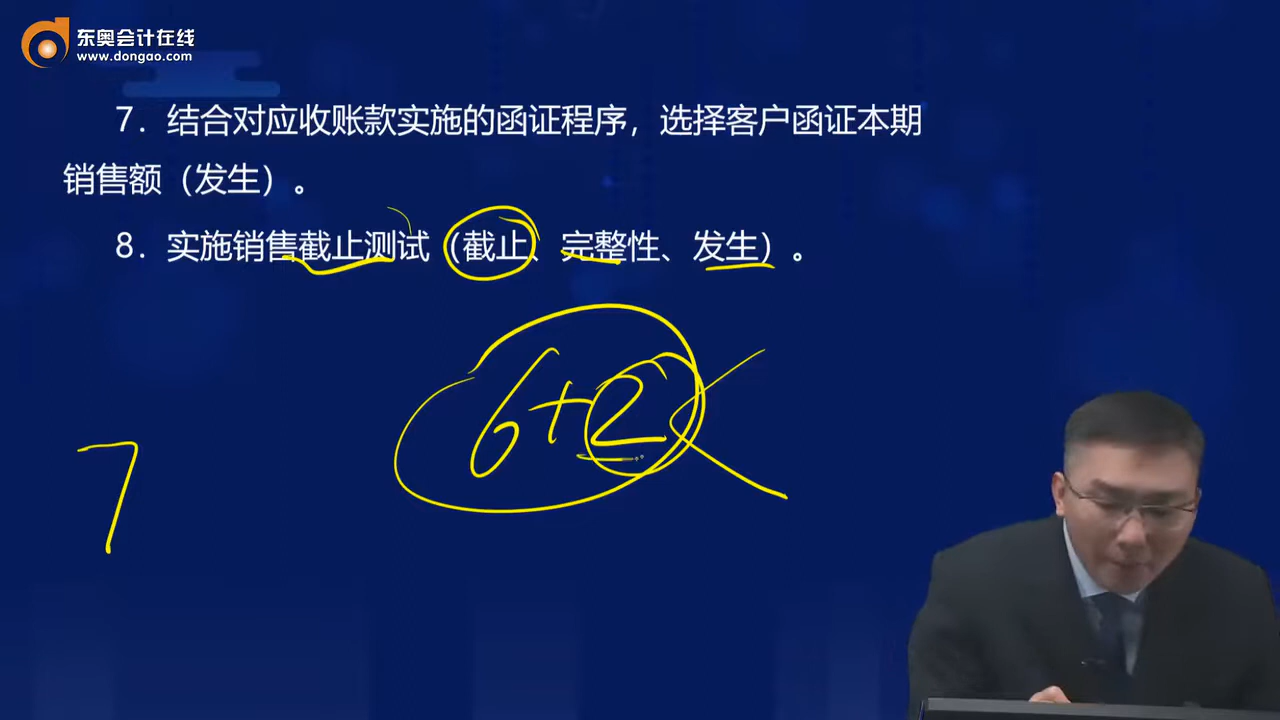 东奥会计在线
www.dongao.com
7. 结合对应收账款实施的函证程序，选择客户函证本期
销售额（发生）。
8. 实施销售截止测试（截止、完整性、发生）。
6+2
7